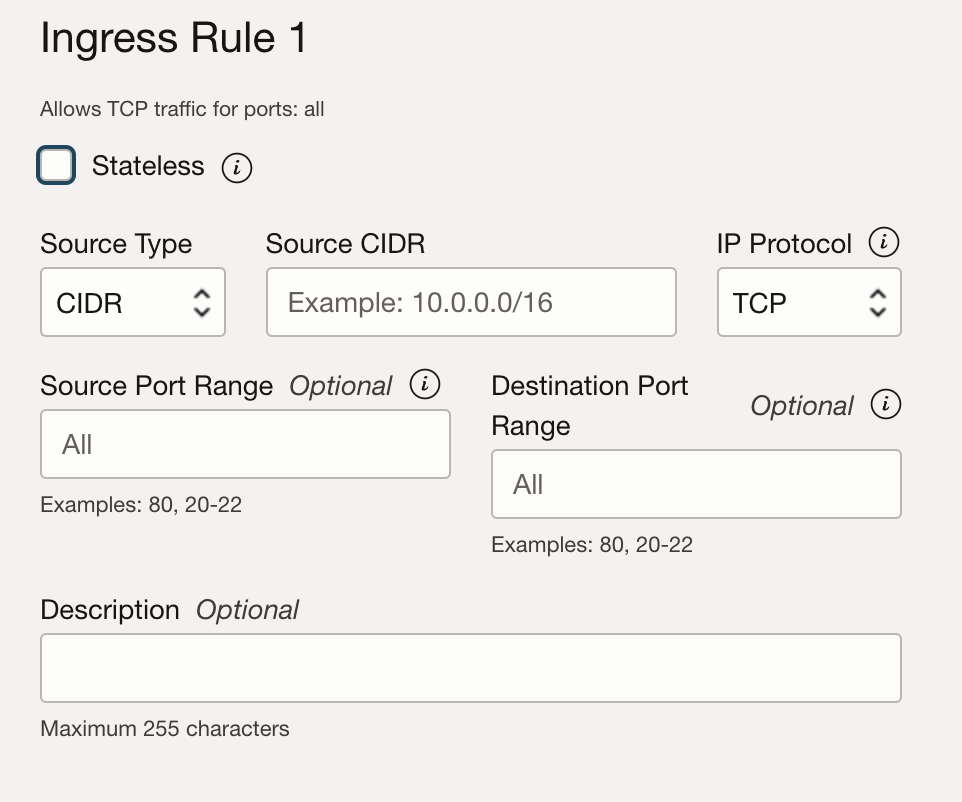 Ingress Rule 1
Allows TCP traffic for ports: all
Stateless
Source Type Source CIDR IP Protocol
CIDR Example: 10.0.0.0/16 TCP
Source Port Range Optional
All
Examples: 80, 20-22
Destination Port
Range Optional
All
Examples: 80, 20-22
Description Optional
Maximum 255 characters